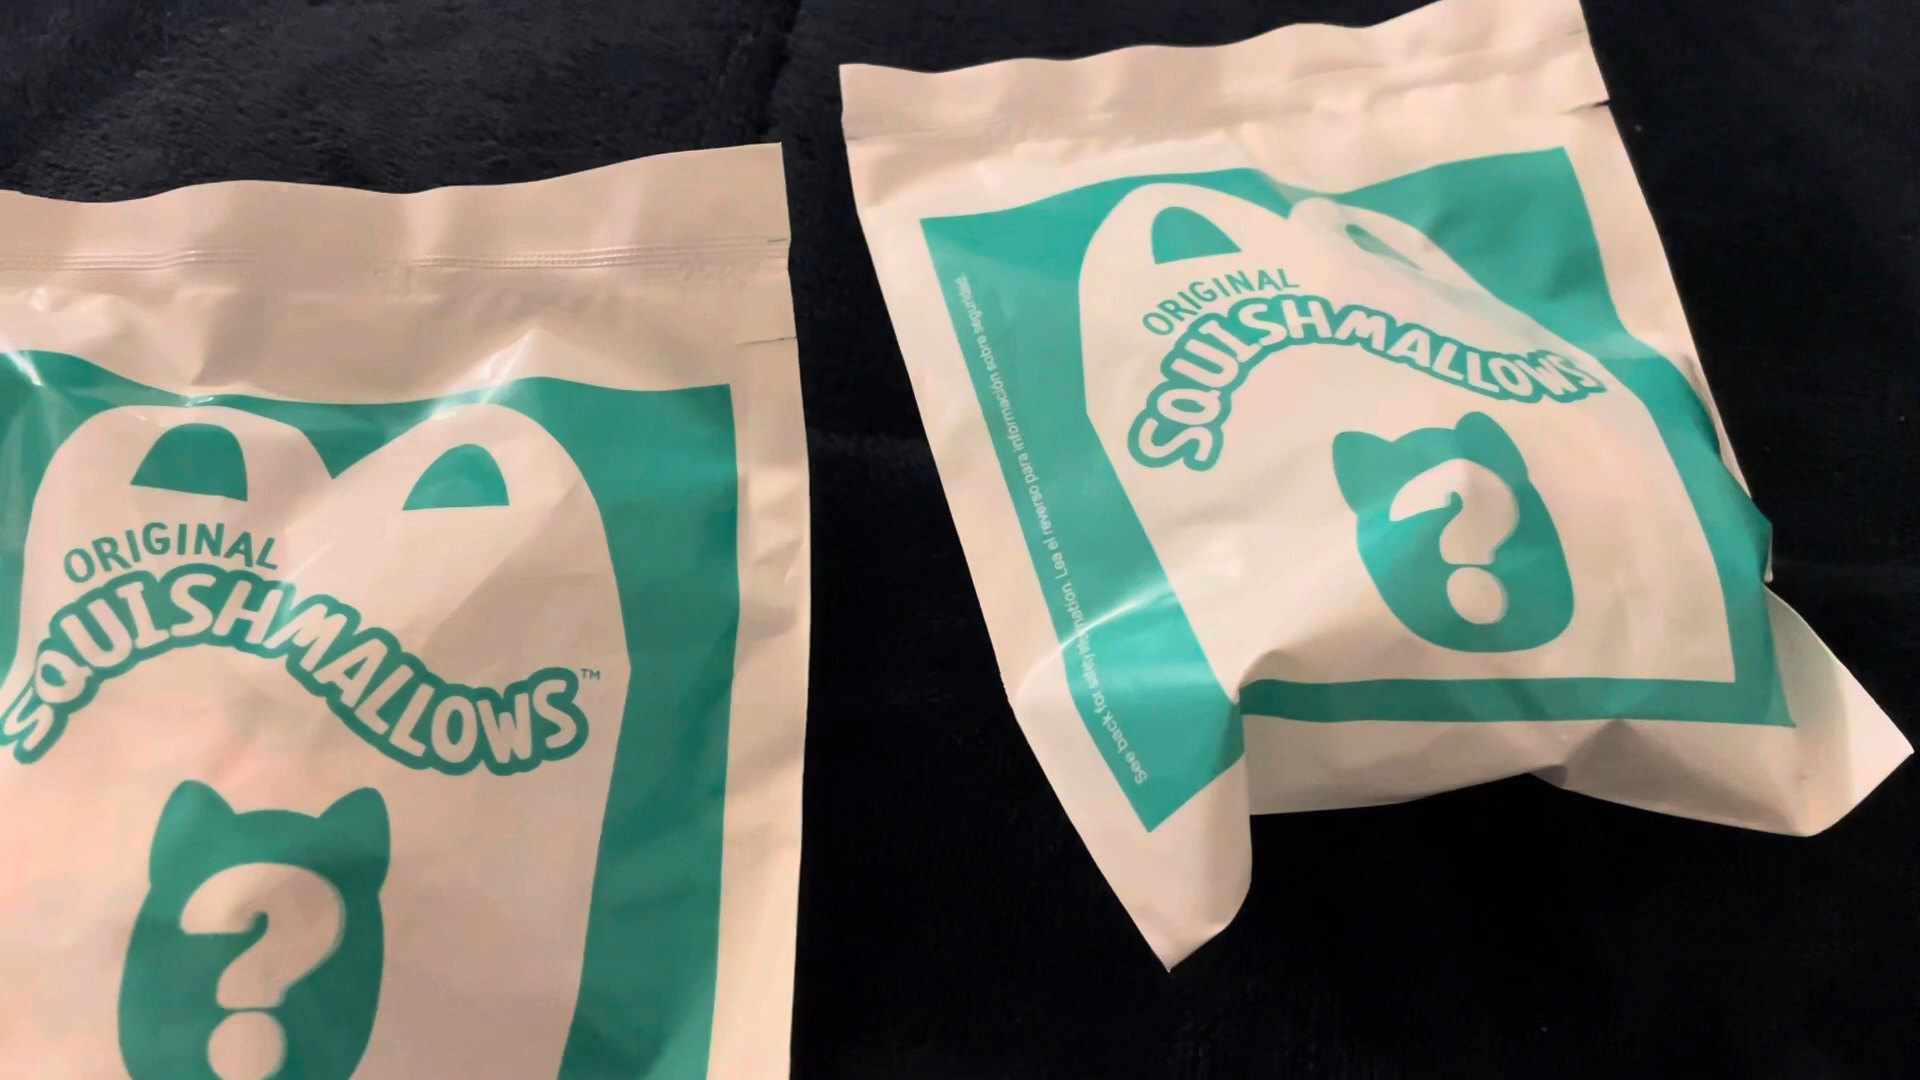 ORIGINAL
SQUISHMALLOWS™
?
ORIGINAL
SQUISHMALLOWS
?
See back for safety information. Lea el reverso para información sobre seguridad.